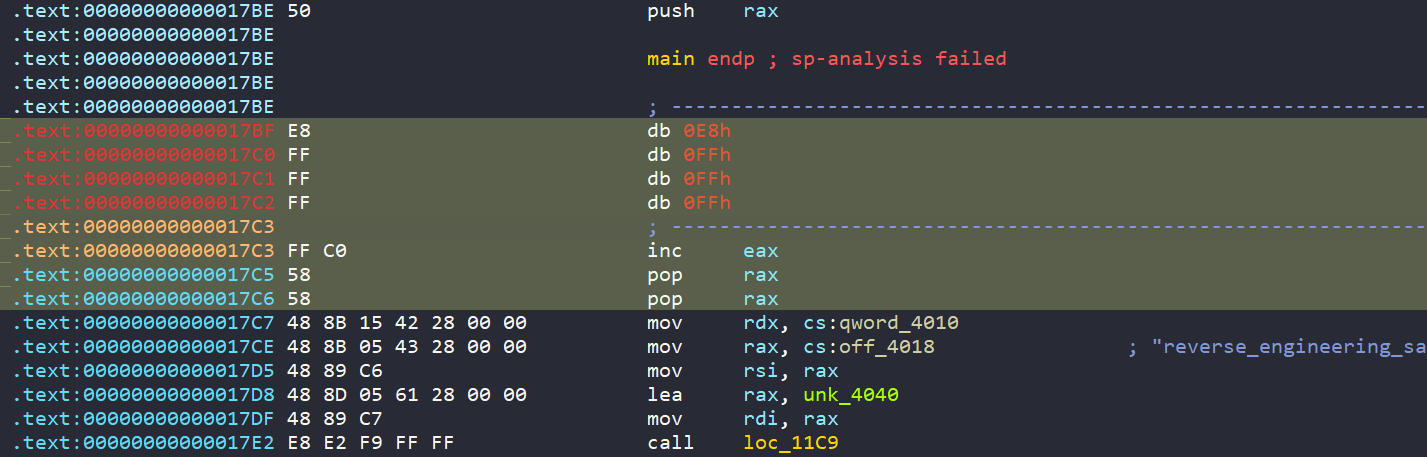 .text:00000000000017BE 50 push rax
.text:00000000000017BE
.text:00000000000017BE main endp ; sp-analysis failed
.text:00000000000017BE
.text:00000000000017BE ; ---------------------------------------------------------------
.text:00000000000017BF E8 db 0E8h
.text:00000000000017C0 FF db 0FFh
.text:00000000000017C1 FF db 0FFh
.text:00000000000017C2 FF db 0FFh
.text:00000000000017C3 ; ---------------------------------------------------------------
.text:00000000000017C3 FF C0 inc eax
.text:00000000000017C5 58 pop rax
.text:00000000000017C6 58 pop rax
.text:00000000000017C7 48 8B 15 42 28 00 00 mov rdx, cs:qword_4010
.text:00000000000017CE 48 8B 05 43 28 00 00 mov rax, cs:off_4018 ; "reverse_engineering_sa
.text:00000000000017D5 48 89 C6 mov rsi, rax
.text:00000000000017D8 48 8D 05 61 28 00 00 lea rax, unk_4040
.text:00000000000017DF 48 89 C7 mov rdi, rax
.text:00000000000017E2 E8 E2 F9 FF FF call loc_11C9